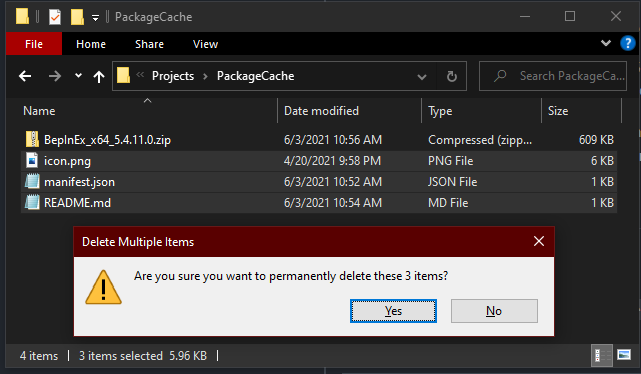 PackageCache
File Home Share View
Projects PackageCache Search PackageCa...
Name Date modified Type Size
BepInEx_x64_5.4.11.0.zip 6/3/2021 10:56 AM Compressed (zipp... 609 KB
icon.png 4/20/2021 9:58 PM PNG File 6 KB
manifest.json 6/3/2021 10:52 AM JSON File 1 KB
README.md 6/3/2021 10:54 AM MD File 1 KB
Delete Multiple Items
Are you sure you want to permanently delete these 3 items?
Yes No
4 items 3 items selected 5.96 KB